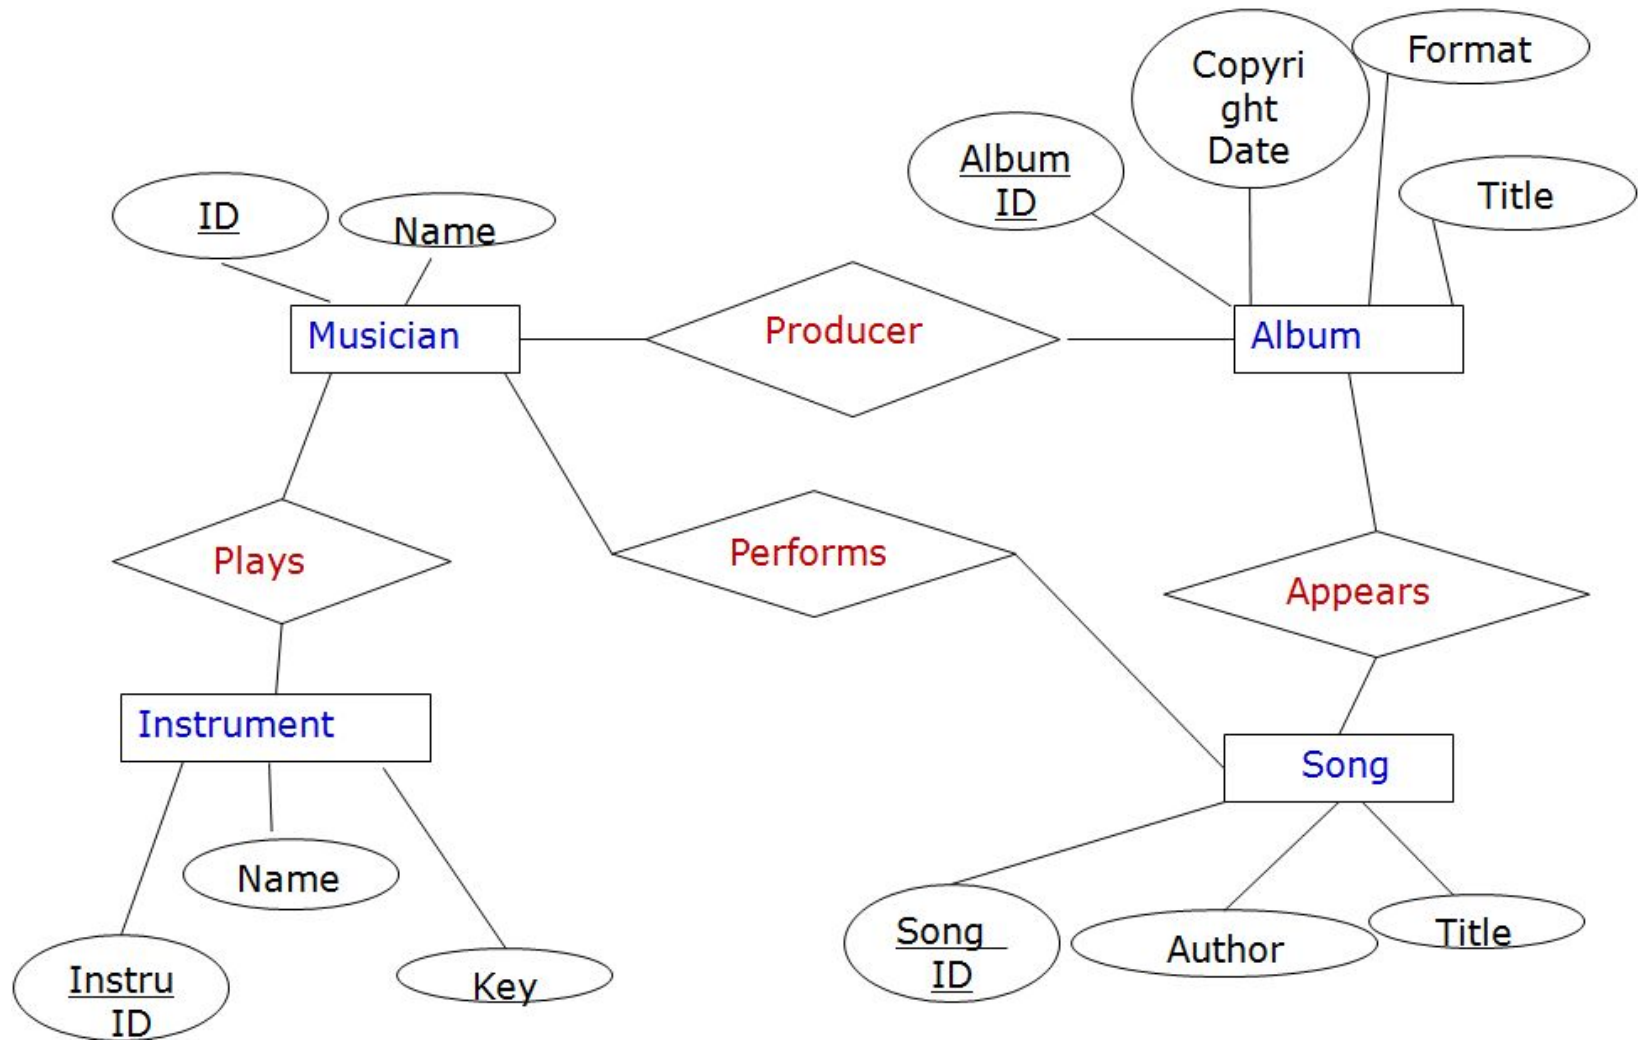 Copyri
ght
Date
Format
Album
ID
Title
ID
Name
Musician
Producer
Album
Plays
Performs
Appears
Instrument
Song
Name
Instru
ID
Key
Song
ID
Author
Title